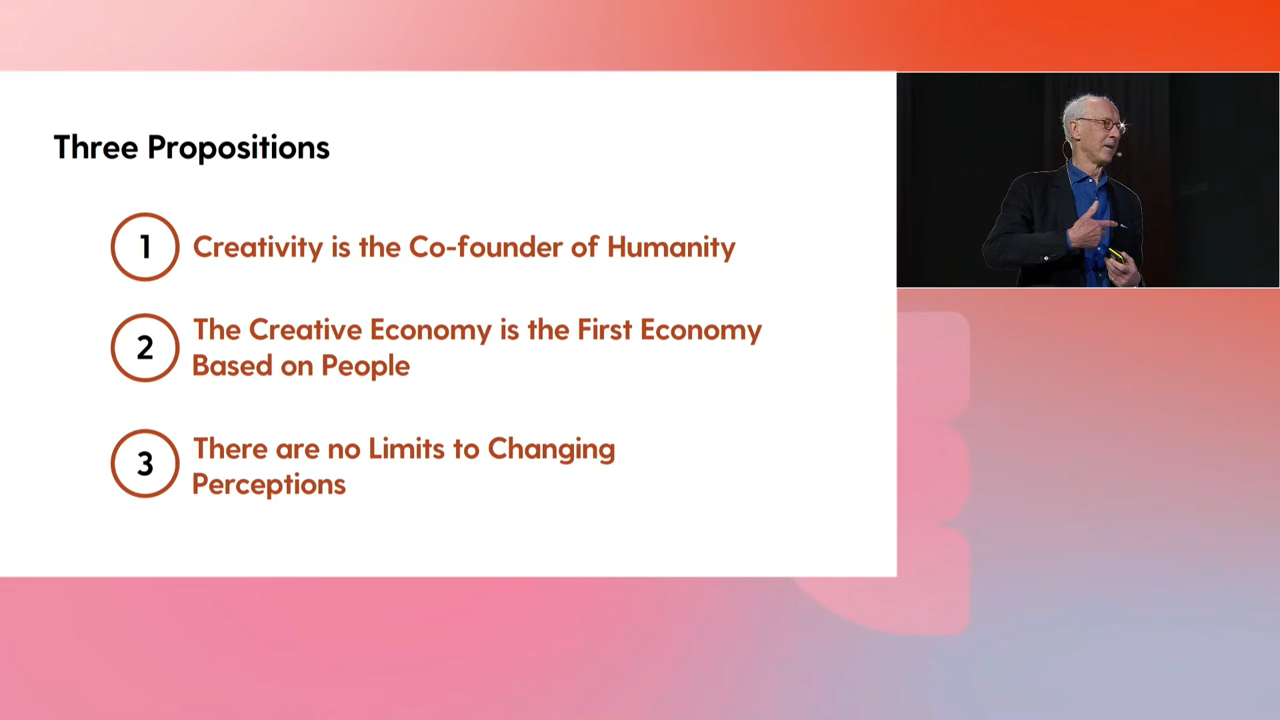 Three Propositions
1
Creativity is the Co-founder of Humanity
2
The Creative Economy is the First Economy
Based on People
3
There are no Limits to Changing
Perceptions